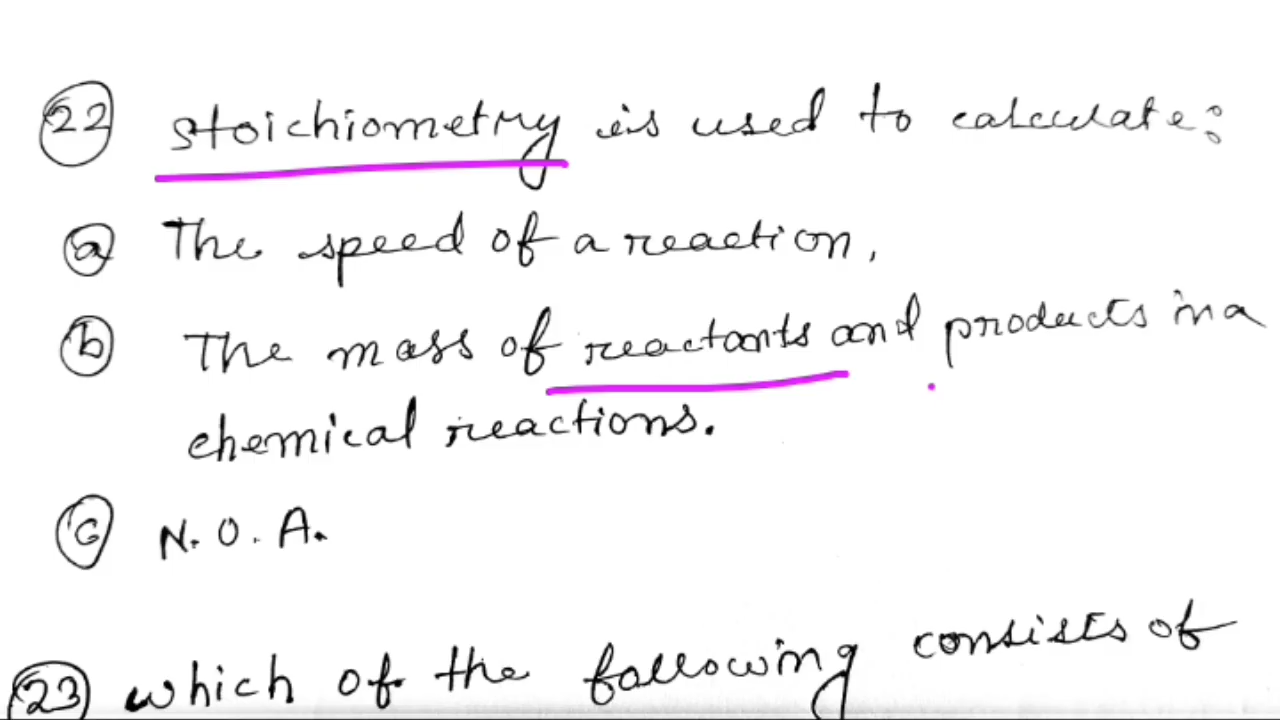 22 stoichiometry is used to calculate:
a The speed of a reaction.
b The mass of reactants and products in a
chemical reactions.
c N.O.A.
23 which of the following consists of